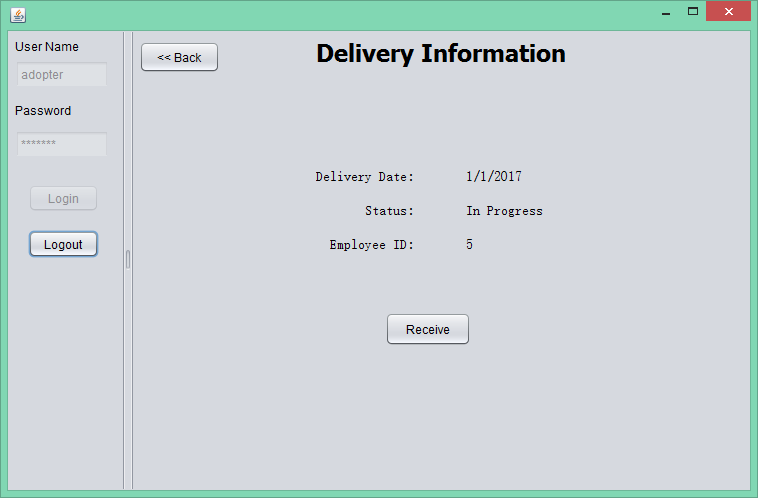 User Name
adopter
Password
*******
Login
Logout
<< Back
Delivery Information
Delivery Date: 1/1/2017
Status: In Progress
Employee ID: 5
Receive